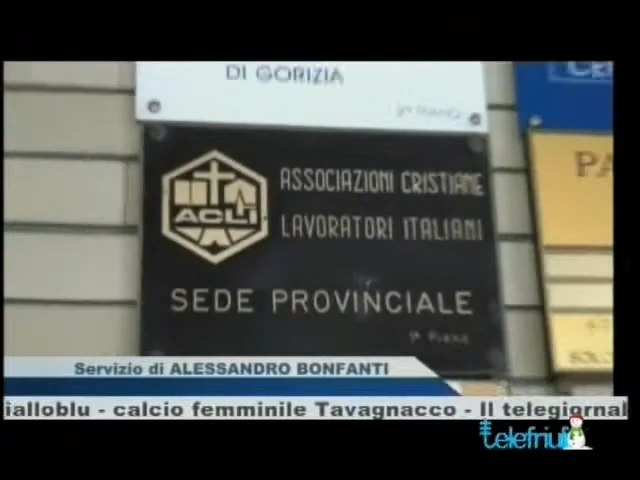 DI GORIZIA
ACLI
ASSOCIAZIONI CRISTIANE
LAVORATORI ITALIANI
SEDE PROVINCIALE
Servizio di ALESSANDRO BONFANTI
ialloblu - calcio femminile Tavagnacco - Il telegiornal
telefriuli